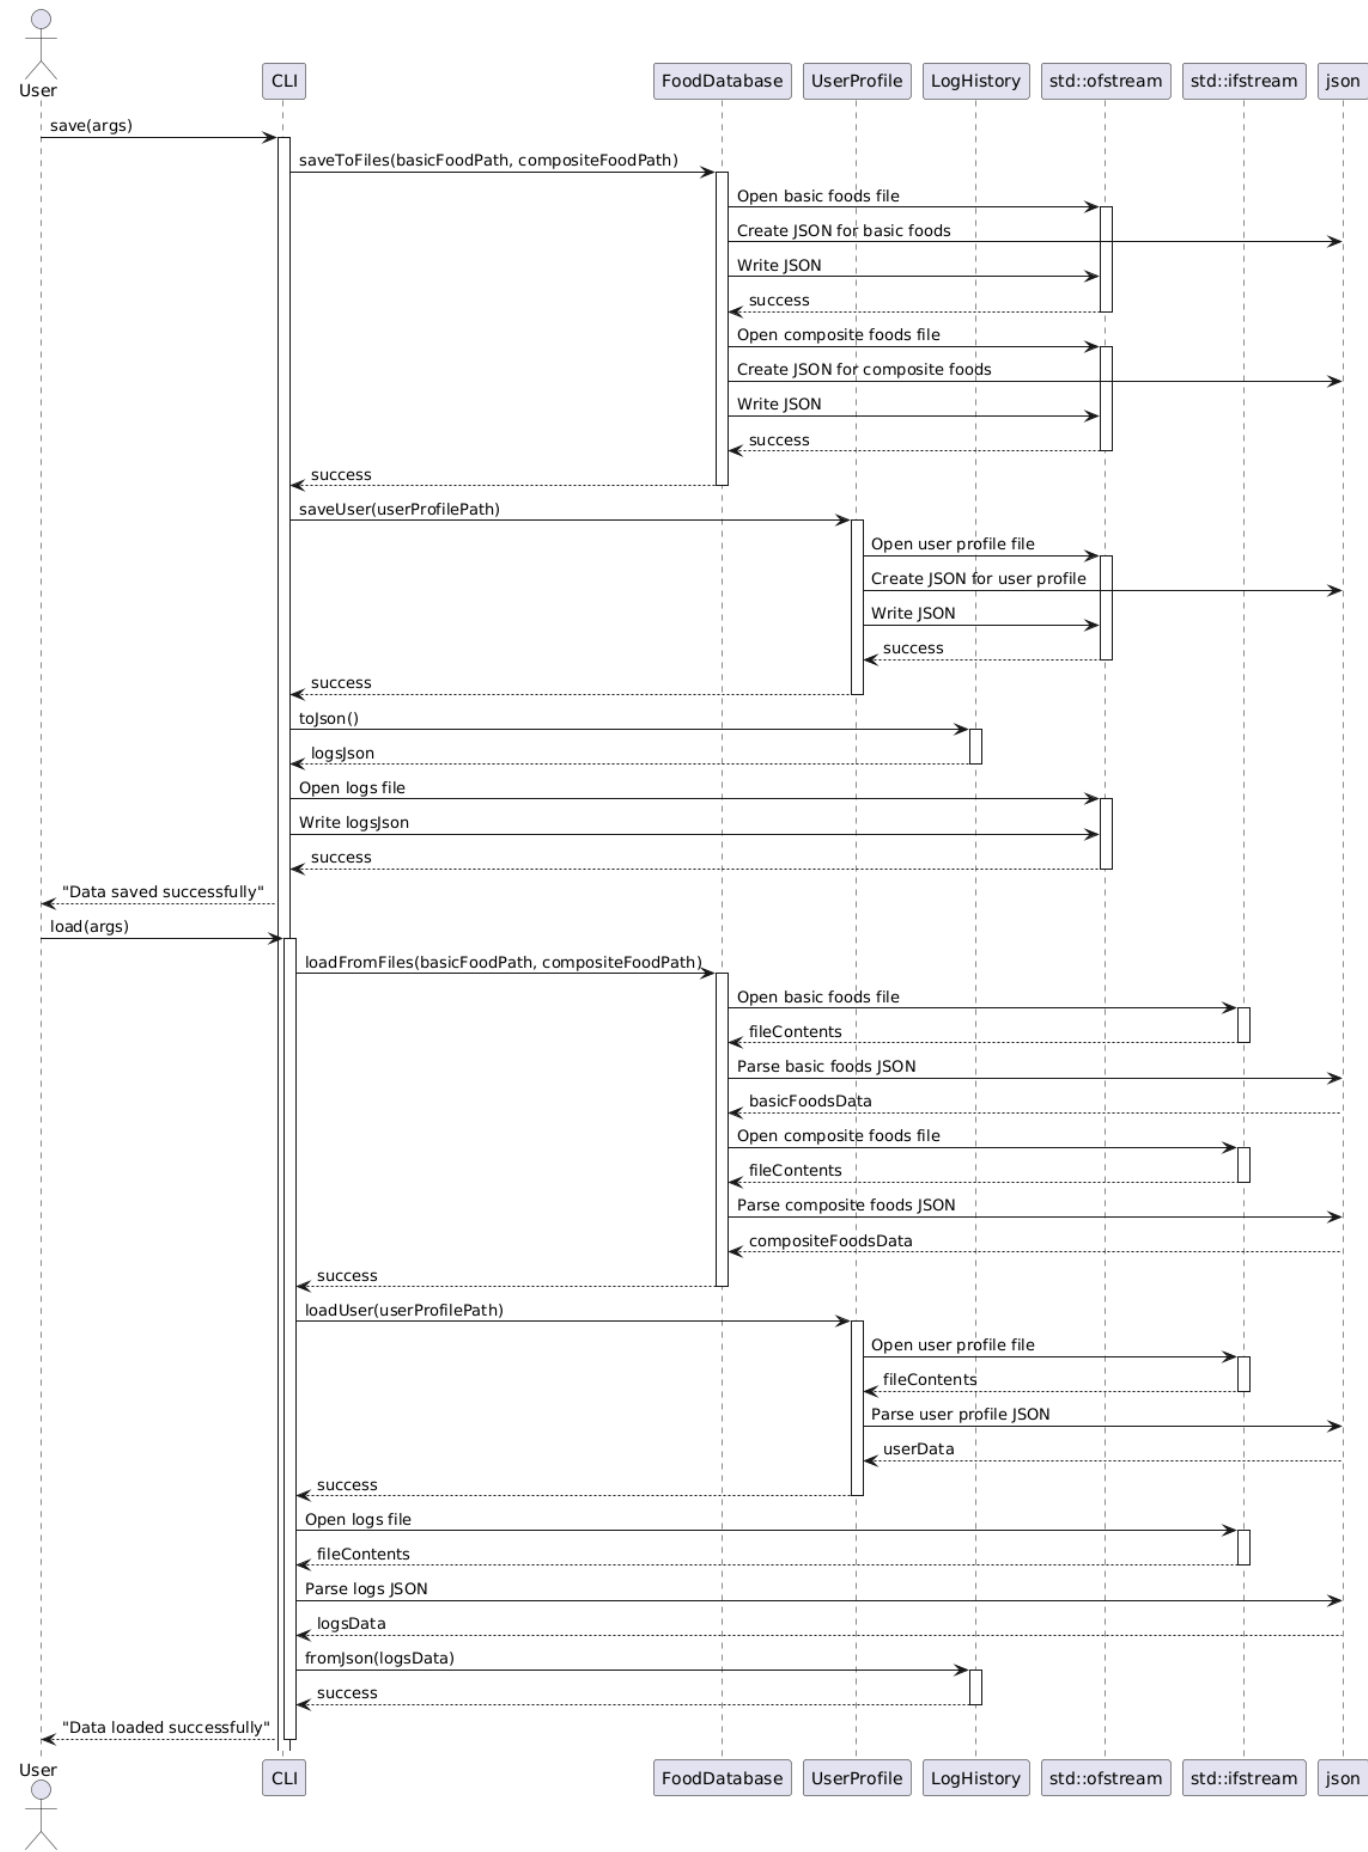 User
CLI
FoodDatabase
UserProfile
LogHistory
std::ofstream
std::ifstream
json
save(args)
saveToFiles(basicFoodPath, compositeFoodPath)
Open basic foods file
Create JSON for basic foods
Write JSON
success
Open composite foods file
Create JSON for composite foods
Write JSON
success
success
saveUser(userProfilePath)
Open user profile file
Create JSON for user profile
Write JSON
success
success
toJson()
logsJson
Open logs file
Write logsJson
success
"Data saved successfully"
load(args)
loadFromFiles(basicFoodPath, compositeFoodPath)
Open basic foods file
fileContents
Parse basic foods JSON
basicFoodsData
Open composite foods file
fileContents
Parse composite foods JSON
compositeFoodsData
success
loadUser(userProfilePath)
Open user profile file
fileContents
Parse user profile JSON
userData
success
Open logs file
fileContents
Parse logs JSON
logsData
fromJson(logsData)
success
"Data loaded successfully"
User
CLI
FoodDatabase
UserProfile
LogHistory
std::ofstream
std::ifstream
json